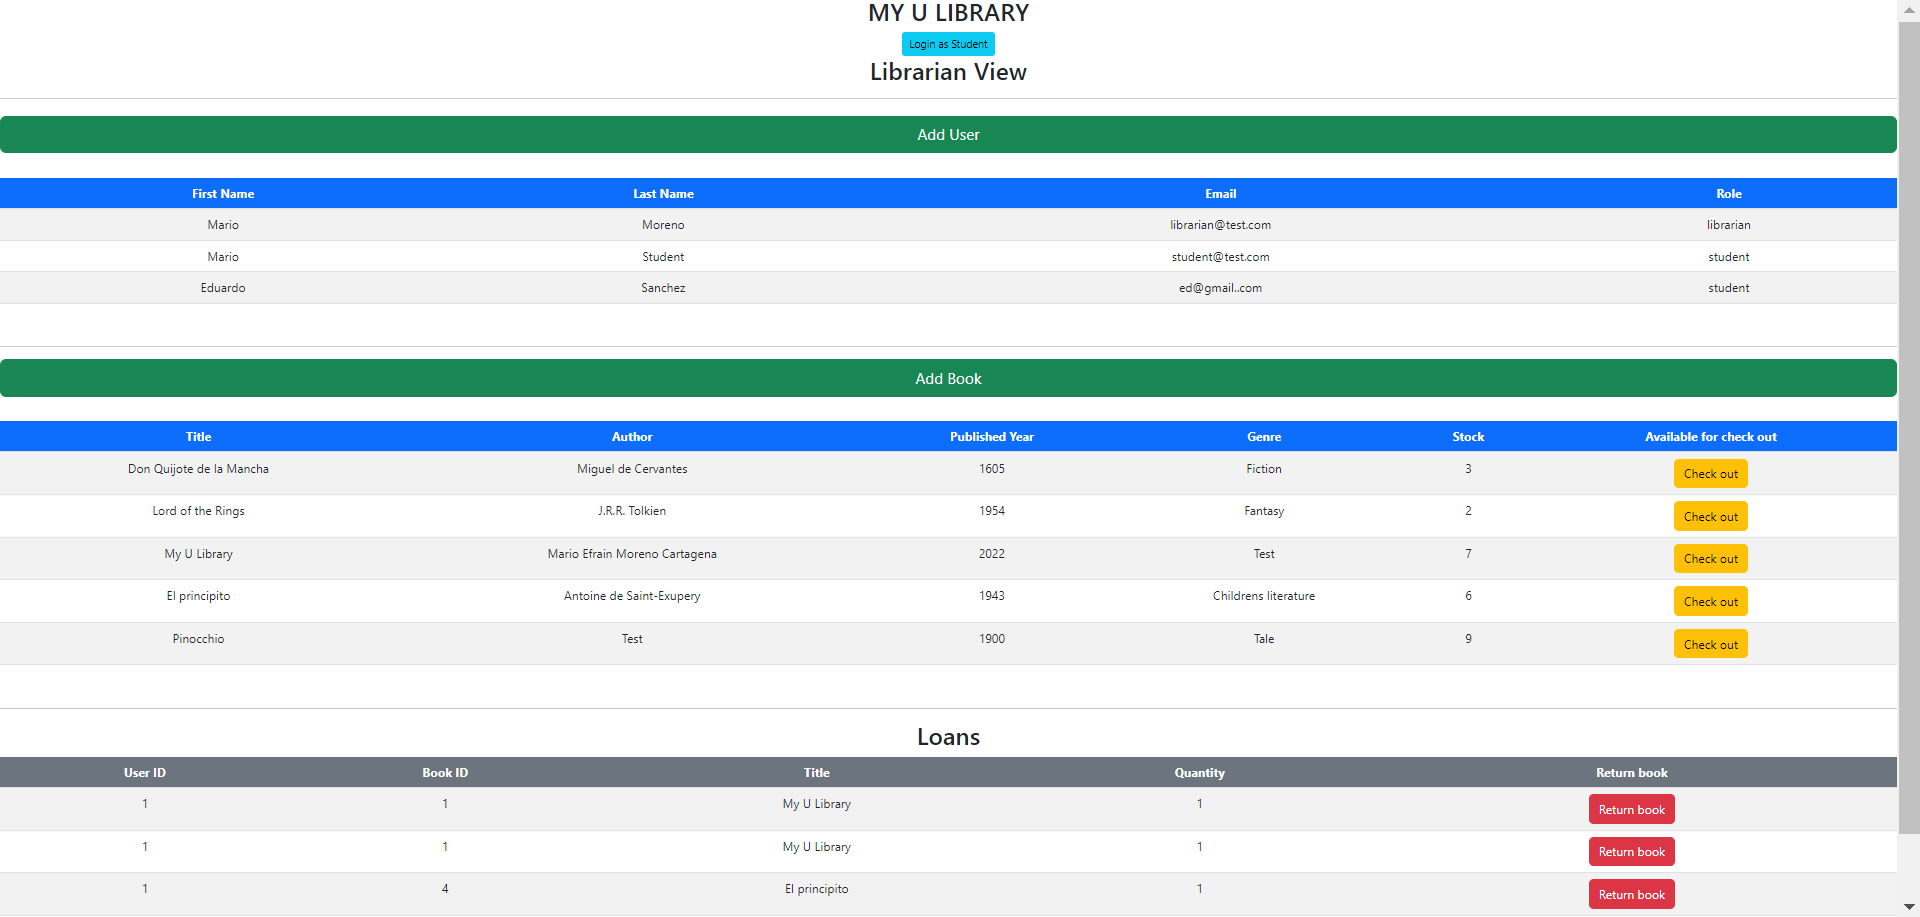 MY U LIBRARY
Login as Student
Librarian View
Add User
First Name Last Name Email Role
Mario Moreno librarian@test.com librarian
Mario Student student@test.com student
Eduardo Sanchez ed@gmail..com student
Add Book
Title Author Published Year Genre Stock Available for check out
Don Quijote de la Mancha Miguel de Cervantes 1605 Fiction 3 Check out
Lord of the Rings J.R.R. Tolkien 1954 Fantasy 2 Check out
My U Library Mario Efrain Moreno Cartagena 2022 Test 7 Check out
El principito Antoine de Saint-Exupery 1943 Childrens literature 6 Check out
Pinocchio Test 1900 Tale 9 Check out
Loans
User ID Book ID Title Quantity Return book
1 1 My U Library 1 Return book
1 1 My U Library 1 Return book
1 4 El principito 1 Return book